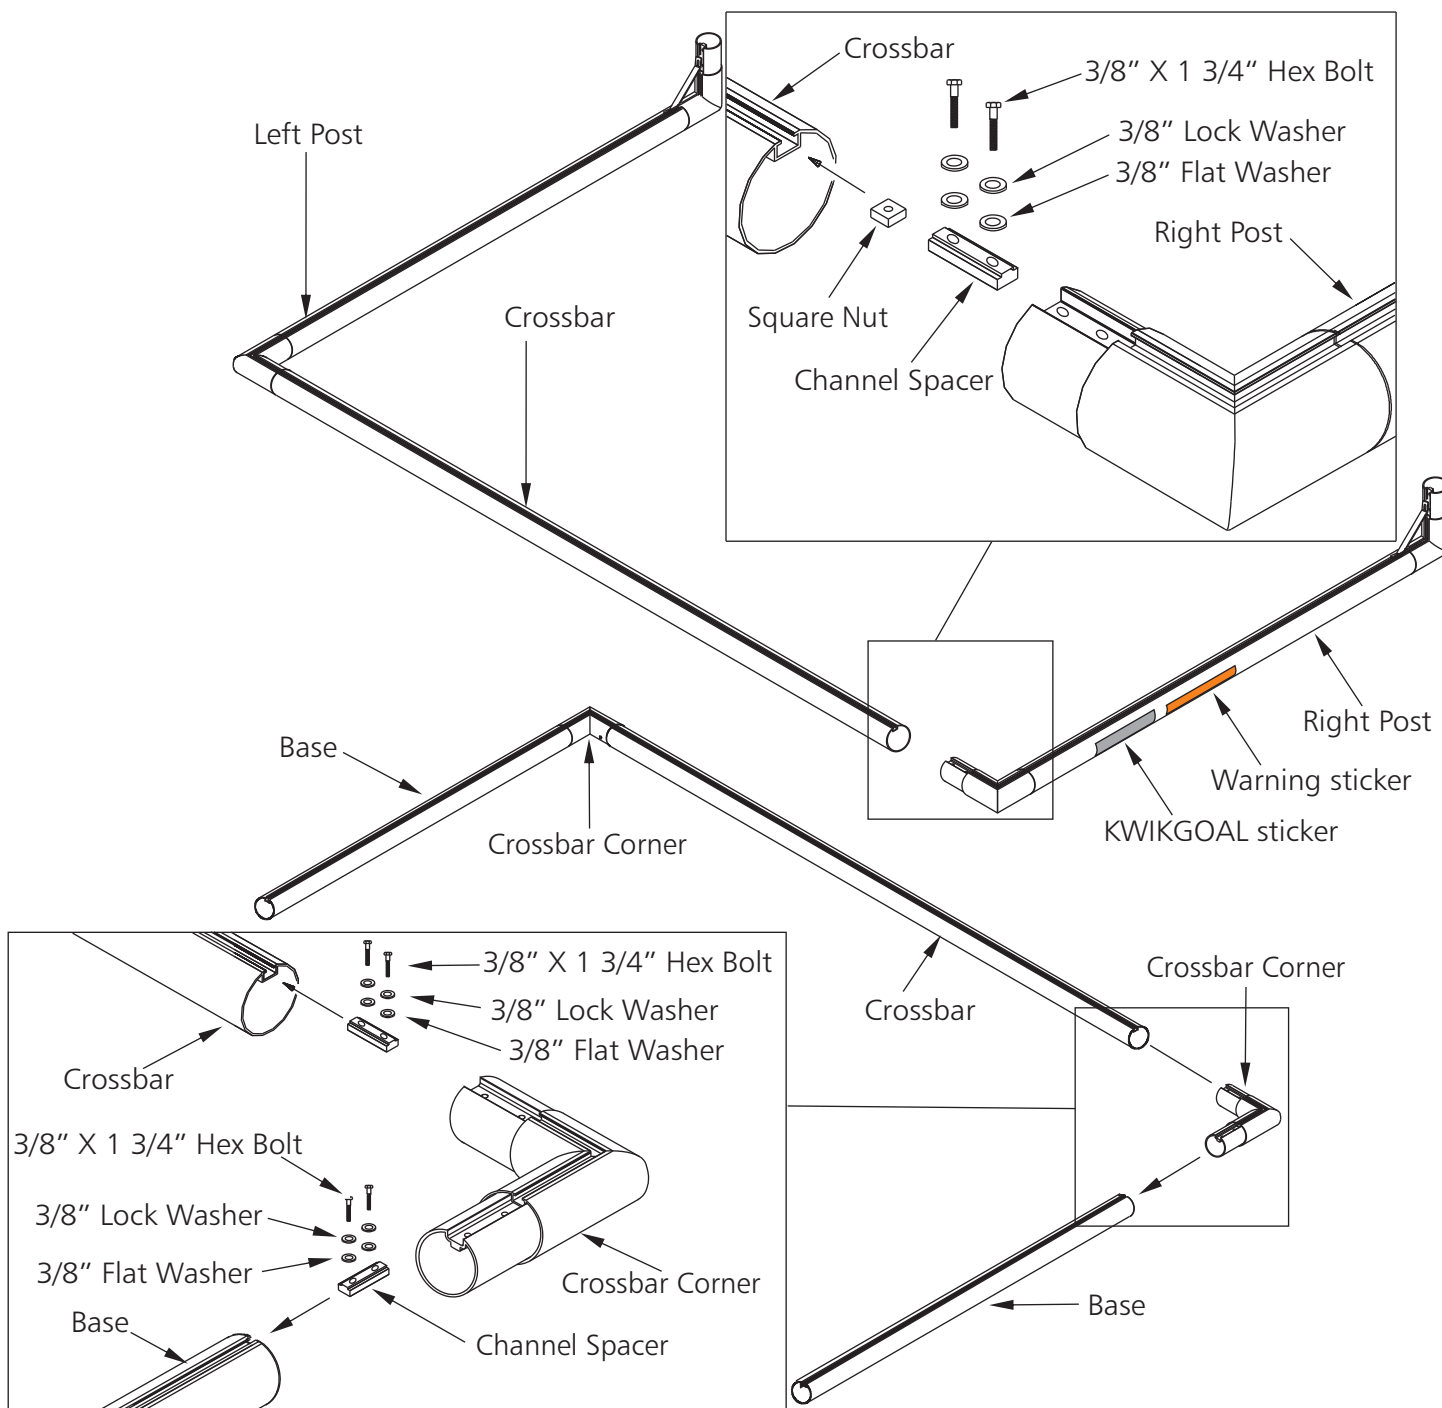 Crossbar
3/8” X 1 3/4” Hex Bolt
3/8” Lock Washer
3/8” Flat Washer
Right Post
Square Nut
Channel Spacer
Left Post
Crossbar
Right Post
Warning sticker
KWIKGOAL sticker
Base
Crossbar Corner
Crossbar
Crossbar Corner
Base
3/8” X 1 3/4” Hex Bolt
3/8” Lock Washer
3/8” Flat Washer
Crossbar
3/8” X 1 3/4” Hex Bolt
3/8” Lock Washer
3/8” Flat Washer
Base
Crossbar Corner
Channel Spacer